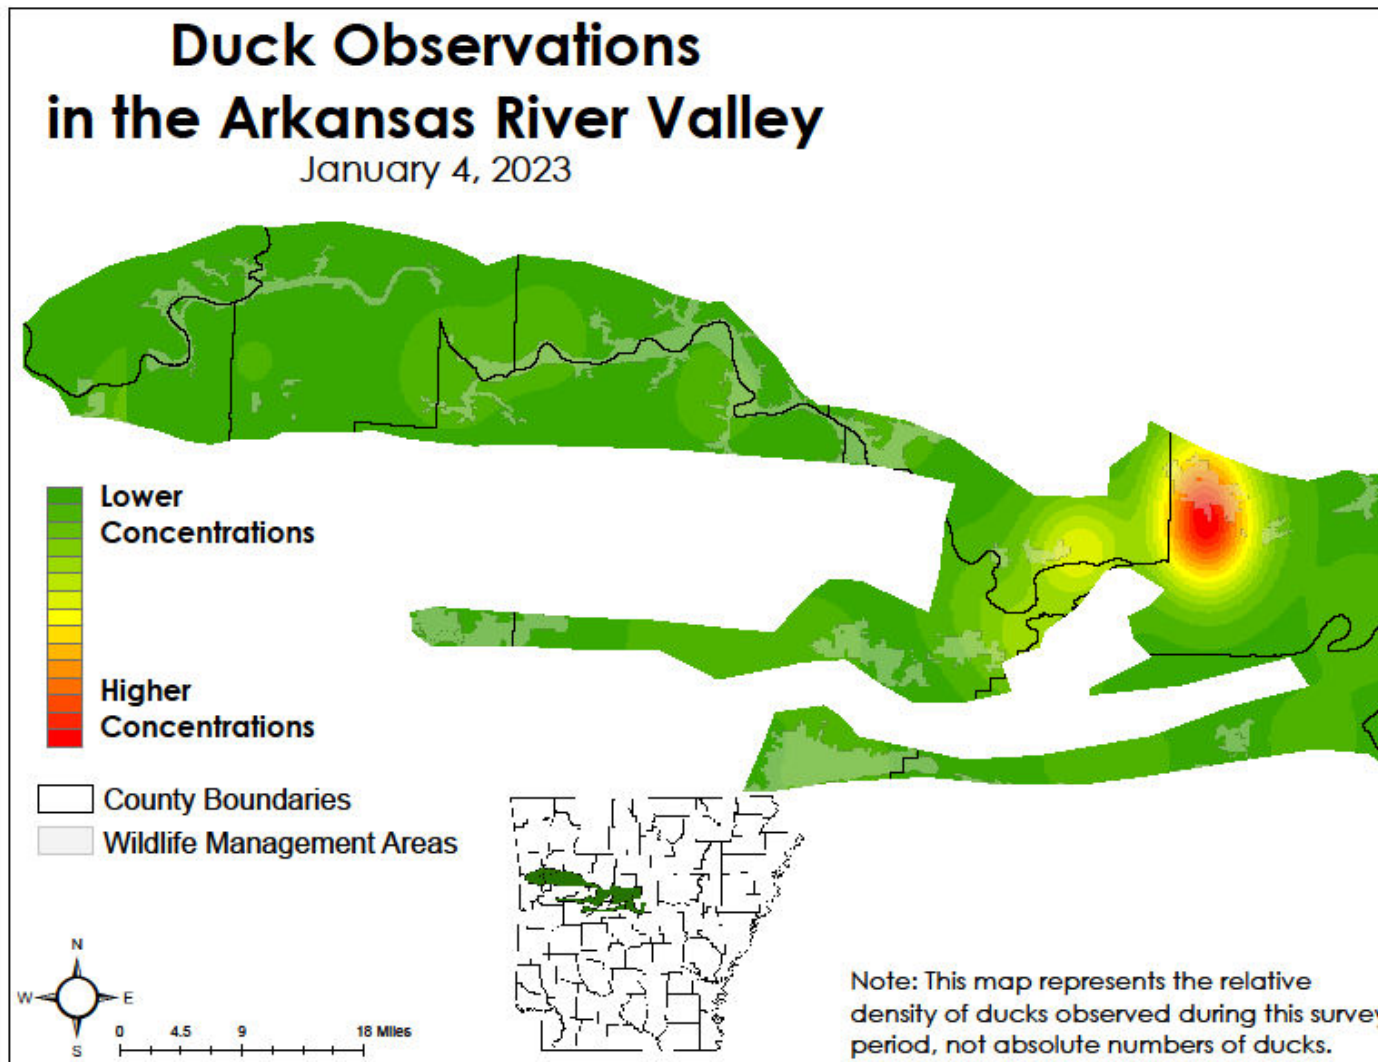 Duck Observations
in the Arkansas River Valley
January 4, 2023
Lower
Concentrations
Higher
Concentrations
County Boundaries
Wildlife Management Areas
N
W
E
S
0 4.5 9 18 Miles
Note: This map represents the relative
density of ducks observed during this survey
period, not absolute numbers of ducks.